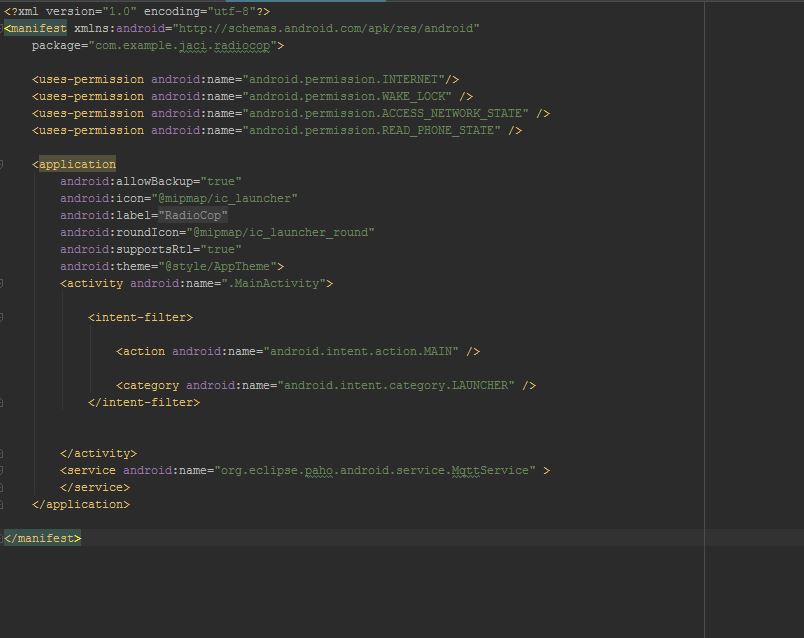 <?xml version="1.0" encoding="utf-8"?>
<manifest xmlns:android="http://schemas.android.com/apk/res/android"
package="com.example.jaci.radiocop">
<uses-permission android:name="android.permission.INTERNET"/>
<uses-permission android:name="android.permission.WAKE_LOCK" />
<uses-permission android:name="android.permission.ACCESS_NETWORK_STATE" />
<uses-permission android:name="android.permission.READ_PHONE_STATE" />
<application
android:allowBackup="true"
android:icon="@mipmap/ic_launcher"
android:label="RadioCop"
android:roundIcon="@mipmap/ic_launcher_round"
android:supportsRtl="true"
android:theme="@style/AppTheme">
<activity android:name=".MainActivity">
<intent-filter>
<action android:name="android.intent.action.MAIN" />
<category android:name="android.intent.category.LAUNCHER" />
</intent-filter>
</activity>
<service android:name="org.eclipse.paho.android.service.MqttService" >
</service>
</application>
</manifest>